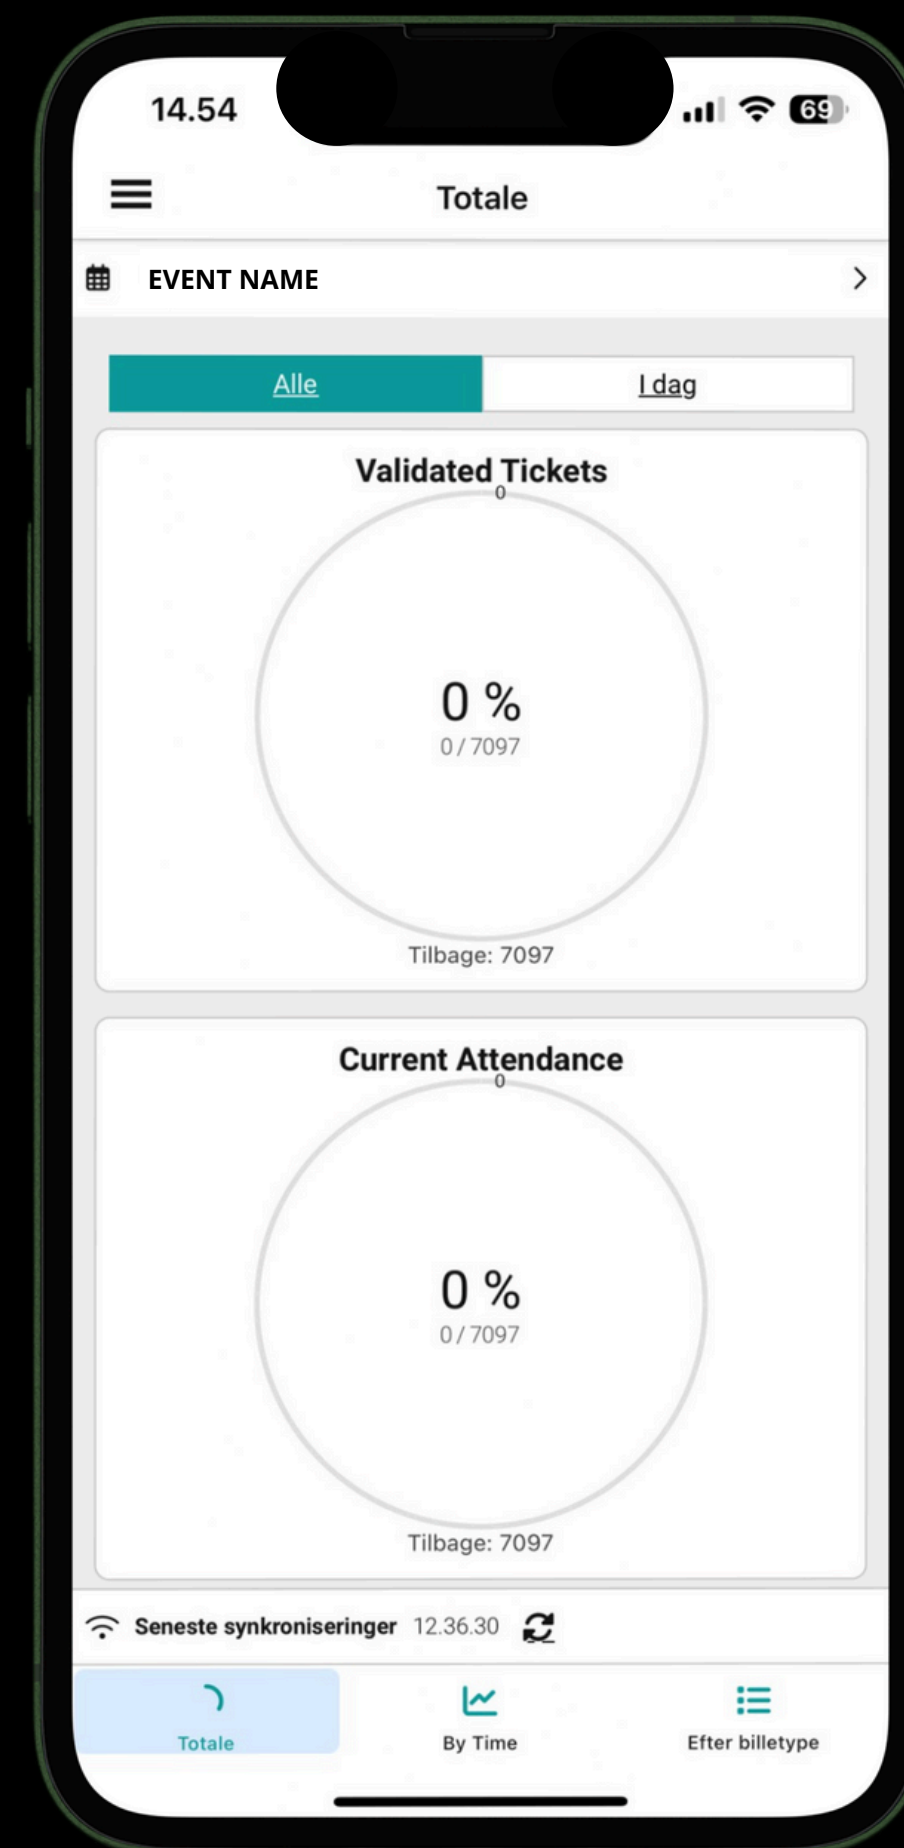 14.54
69
Totale
EVENT NAME
Alle
I dag
Validated Tickets
0
0 %
0 / 7097
Tilbage: 7097
Current Attendance
0
0 %
0 / 7097
Tilbage: 7097
Seneste synkroniseringer 12.36.30
Totale
By Time
Efter billetype